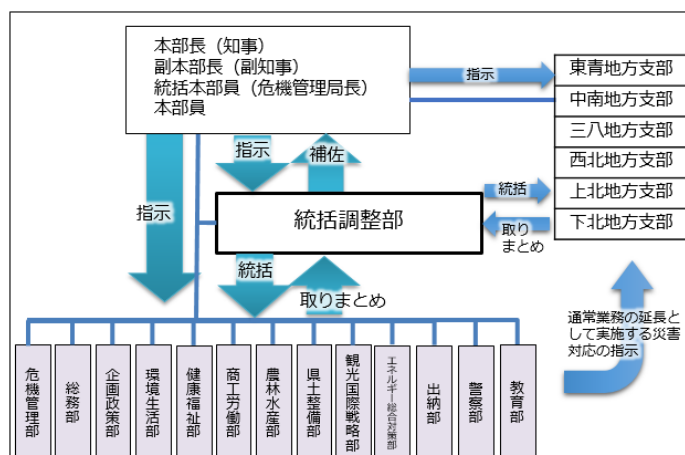 本部長（知事）
副本部長（副知事）
統括本部員（危機管理局長）
本部員
指示
東青地方支部
中南地方支部
三八地方支部
西北地方支部
上北地方支部
下北地方支部
指示
補佐
指示
統括調整部
統括
取り
まとめ
統括
取りまとめ
通常業務の延長と
して実施する災害
対応の指示
危機管理部
総務部
企画政策部
環境生活部
健康福祉部
商工労働部
農林水産部
県土整備部
観光国際戦略部
エネルギー総合対策部
出納部
警察部
教育部